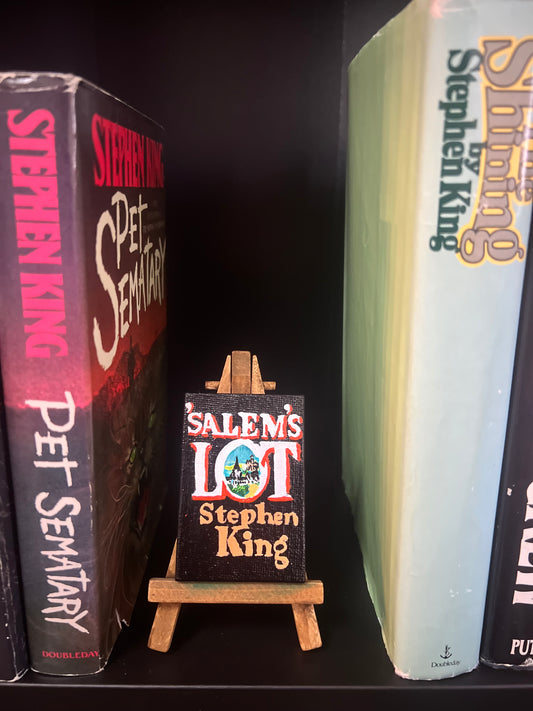 STEPHEN KING
PET SEMATARY
DOUBLEDAY
STEPHEN KING
PET
SEMATARY
'SALEM'S
LOT
Stephen
King
Shining
by
Stephen King
Doubleday